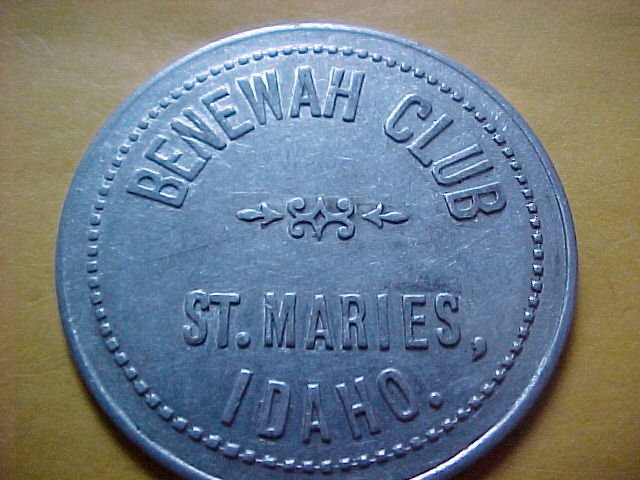 BENEWAH CLUB
ST. MARIES,
IDAHO.